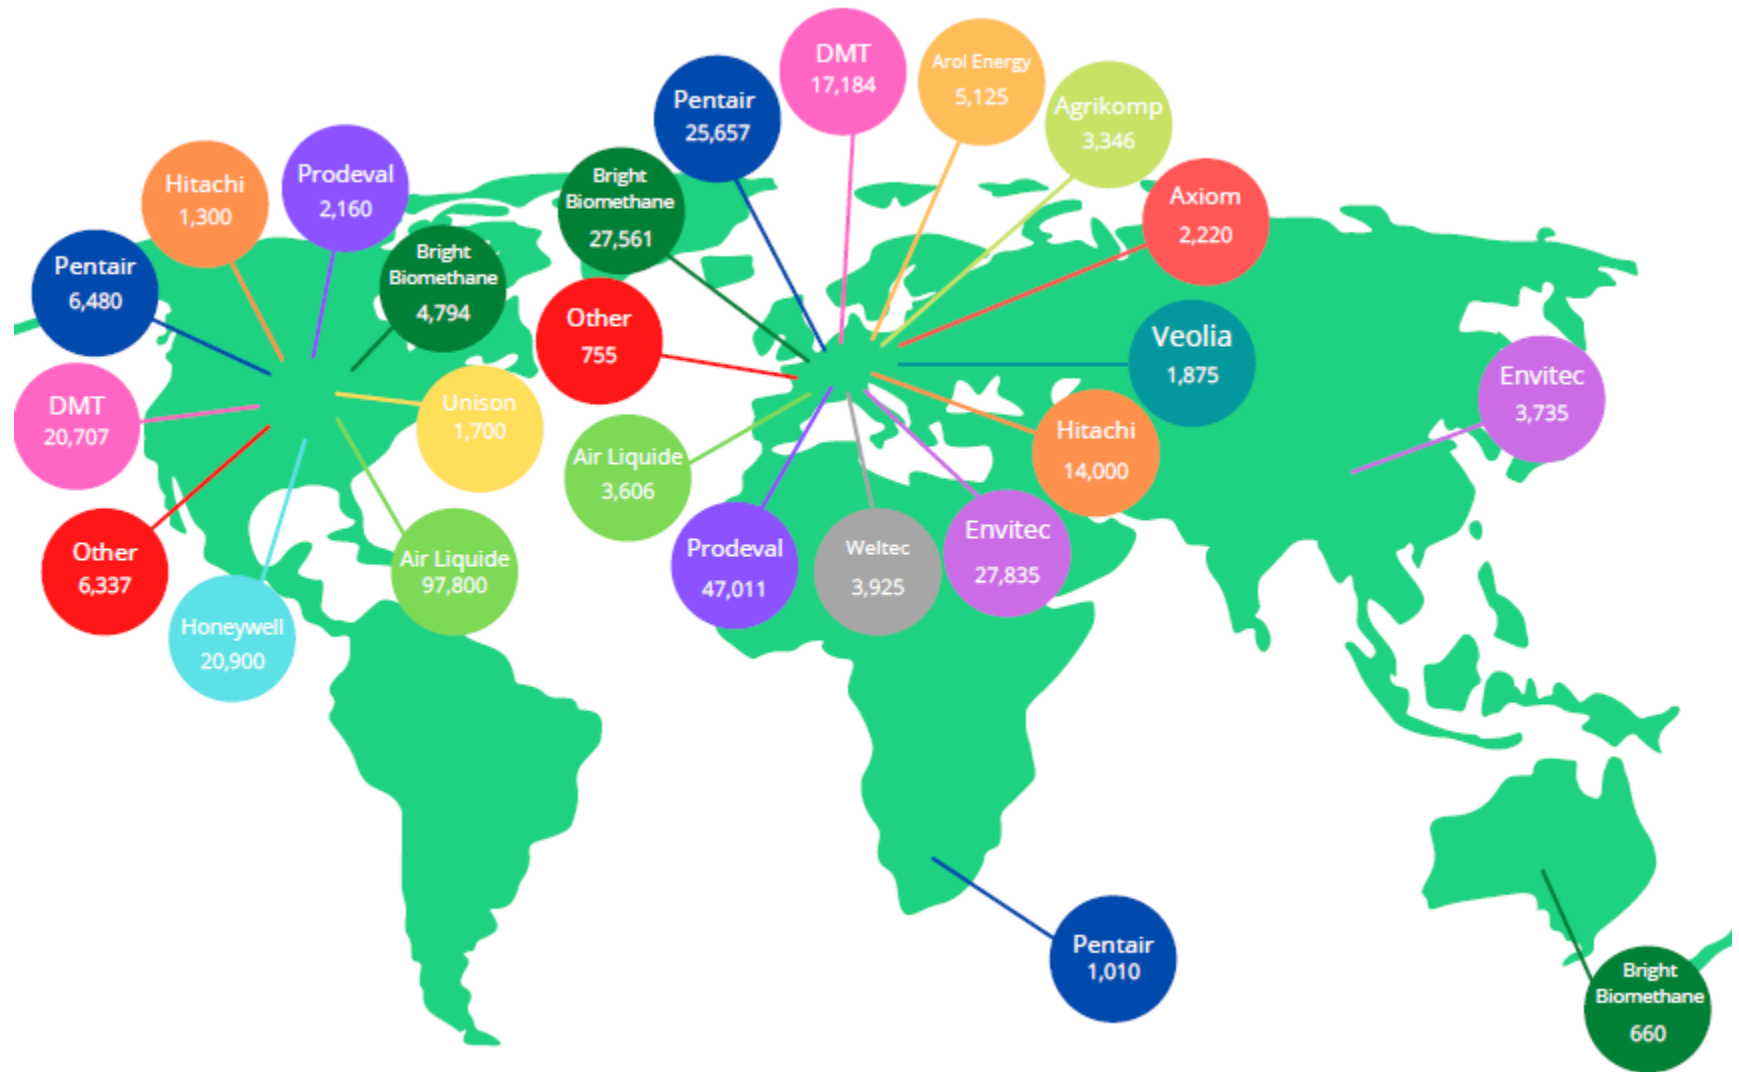 DMT
17,184
Arol Energy
5,125
Pentair
25,657
Agrikomp
3,346
Hitachi
1,300
Prodeval
2,160
Bright
Biomethane
27,561
Axiom
2,220
Pentair
6,480
Bright
Biomethane
4,794
Other
755
Veolia
1,875
Envitec
3,735
DMT
20,707
Unison
1,700
Air Liquide
3,606
Hitachi
14,000
Other
6,337
Air Liquide
97,800
Prodeval
47,011
Weltec
3,925
Envitec
27,835
Honeywell
20,900
Pentair
1,010
Bright
Biomethane
660